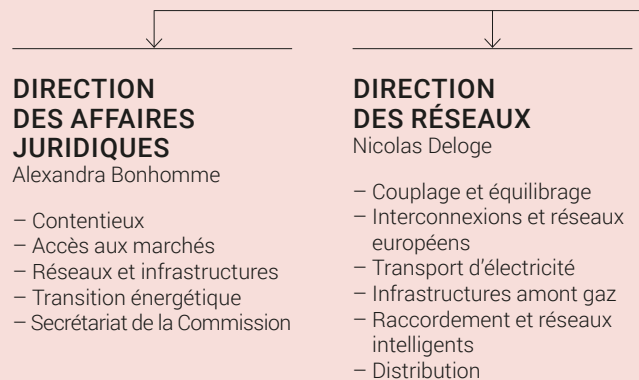 DIRECTION
DES AFFAIRES
JURIDIQUES
Alexandra Bonhomme
– Contentieux
– Accès aux marchés
– Réseaux et infrastructures
– Transition énergétique
– Secrétariat de la Commission
DIRECTION
DES RÉSEAUX
Nicolas Deloge
– Couplage et équilibrage
– Interconnexions et réseaux
européens
– Transport d’électricité
– Infrastructures amont gaz
– Raccordement et réseaux
intelligents
– Distribution